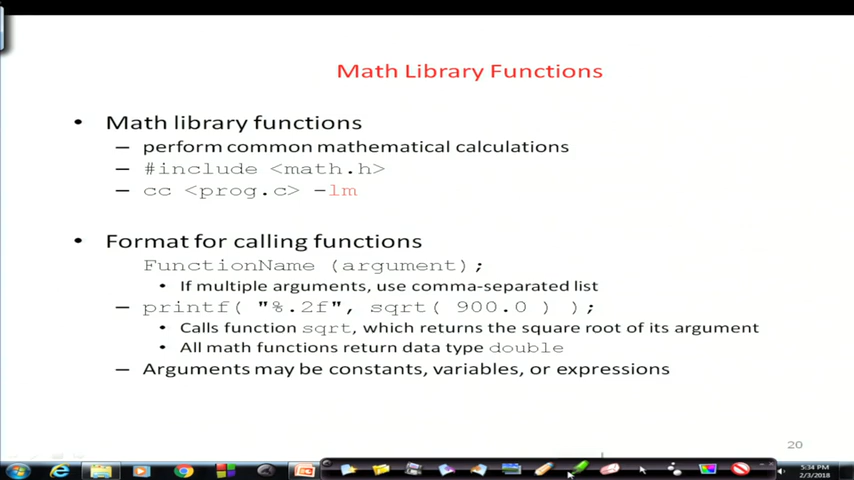 Math Library Functions
• Math library functions
– perform common mathematical calculations
– #include <math.h>
– cc <prog.c> –lm
• Format for calling functions
FunctionName (argument);
• If multiple arguments, use comma-separated list
– printf( "%.2f", sqrt( 900.0 ) );
• Calls function sqrt, which returns the square root of its argument
• All math functions return data type double
– Arguments may be constants, variables, or expressions
20
5:34 PM
2/3/2018